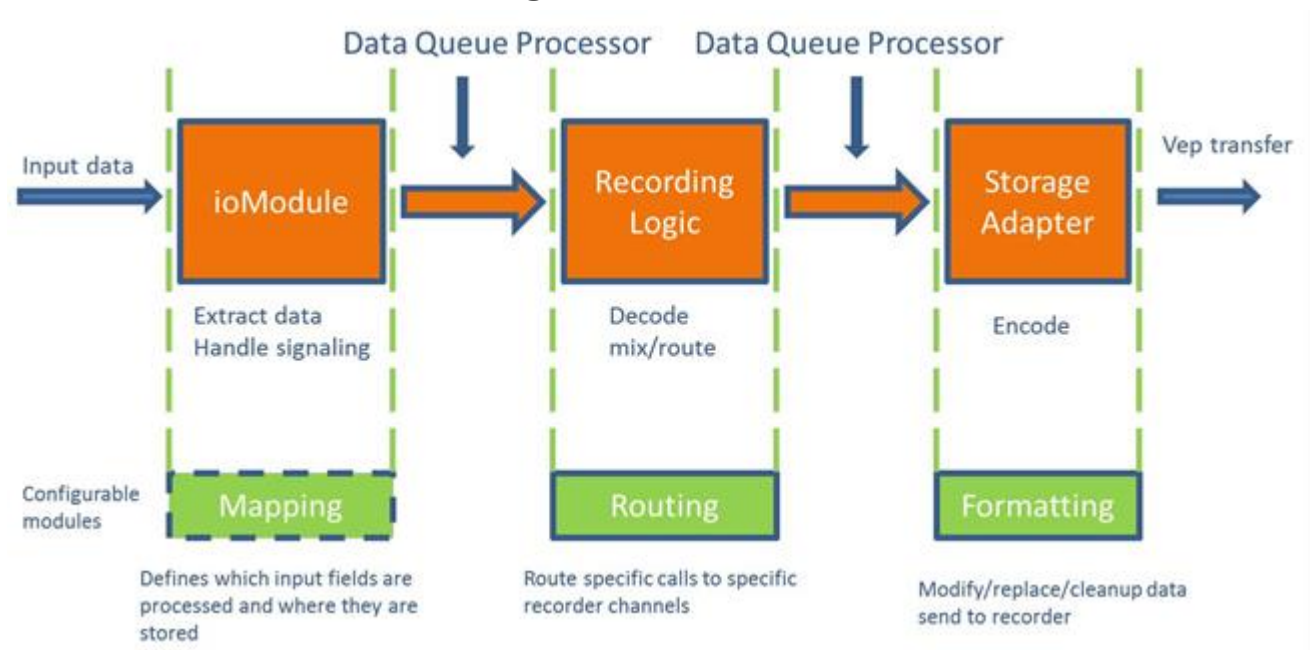 Data Queue Processor
Data Queue Processor
Input data
ioModule
Recording
Logic
Storage
Adapter
Vep transfer
Extract data
Handle signaling
Decode
mix/route
Encode
Configurable
modules
Mapping
Routing
Formatting
Defines which input fields are
processed and where they are
stored
Route specific calls to specific
recorder channels
Modify/replace/cleanup data
send to recorder